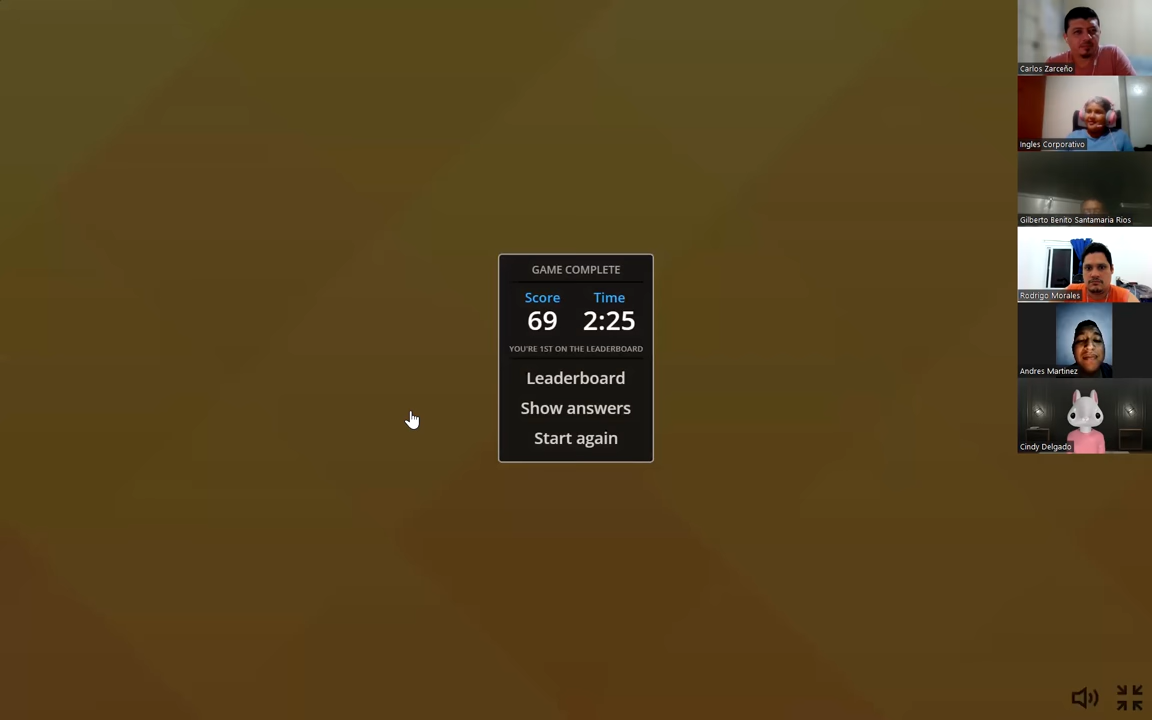 GAME COMPLETE
Score Time
69 2:25
YOU'RE 1ST ON THE LEADERBOARD
Leaderboard
Show answers
Start again
Carlos Zarceño
Ingles Corporativo
Gilberto Benito Santamaria Rios
Rodrigo Morales
Andres Martinez
Cindy Delgado